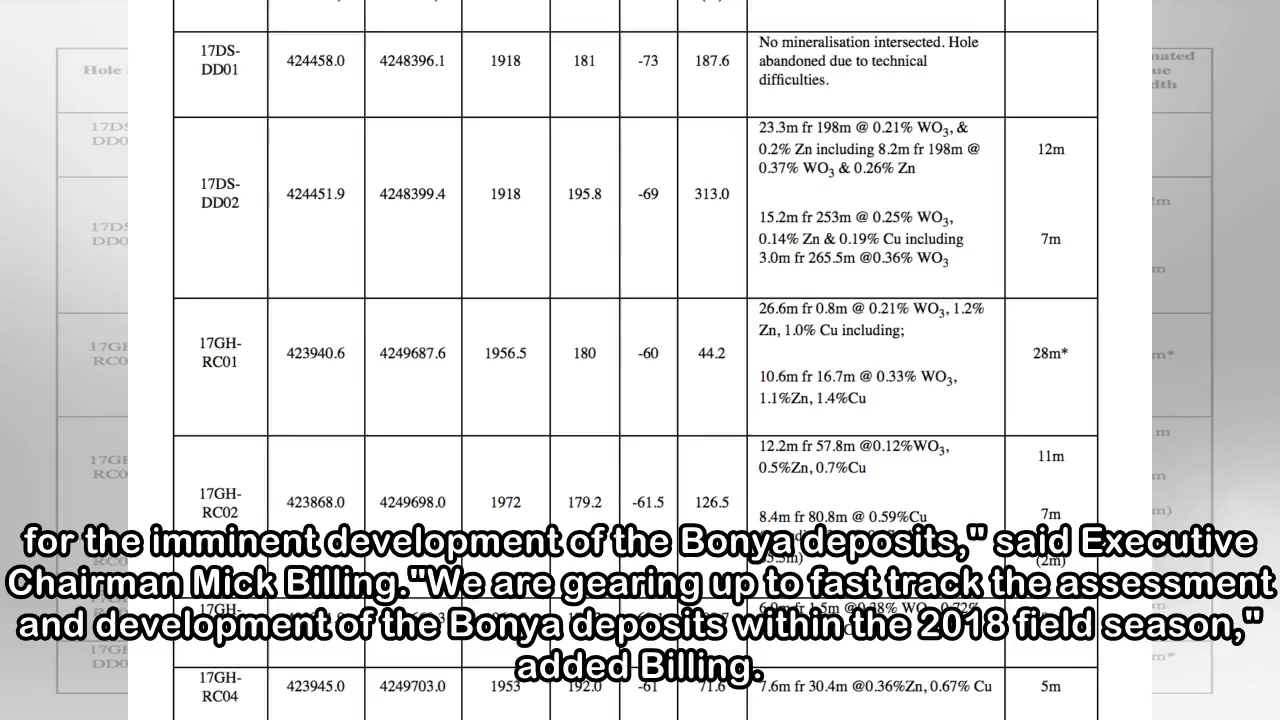 17DS-
DD01
424458.0
4248396.1
1918
181
-73
187.6
No mineralisation intersected. Hole
abandoned due to technical
difficulties.
17DS-
DD02
424451.9
4248399.4
1918
195.8
-69
313.0
23.3m fr 198m @ 0.21% WO3, &
0.2% Zn including 8.2m fr 198m @
0.37% WO3 & 0.26% Zn
12m
15.2m fr 253m @ 0.25% WO3,
0.14% Zn & 0.19% Cu including
3.0m fr 265.5m @0.36% WO3
7m
17GH-
RC01
423940.6
4249687.6
1956.5
180
-60
44.2
26.6m fr 0.8m @ 0.21% WO3, 1.2%
Zn, 1.0% Cu including;
10.6m fr 16.7m @ 0.33% WO3,
1.1%Zn, 1.4%Cu
28m*
17GH-
RC02
423868.0
4249698.0
1972
179.2
-61.5
126.5
12.2m fr 57.8m @0.12%WO3,
0.5%Zn, 0.7%Cu
11m
8.4m fr 80.8m @ 0.59%Cu
7m
(2m)
for the imminent development of the Bonya deposits," said Executive
Chairman Mick Billing."We are gearing up to fast track the assessment
and development of the Bonya deposits within the 2018 field season,"
added Billing.
17GH-
17GH-
RC04
423945.0
4249703.0
1953
192.0
-61
71.6
7.6m fr 30.4m @0.36%Zn, 0.67% Cu
5m